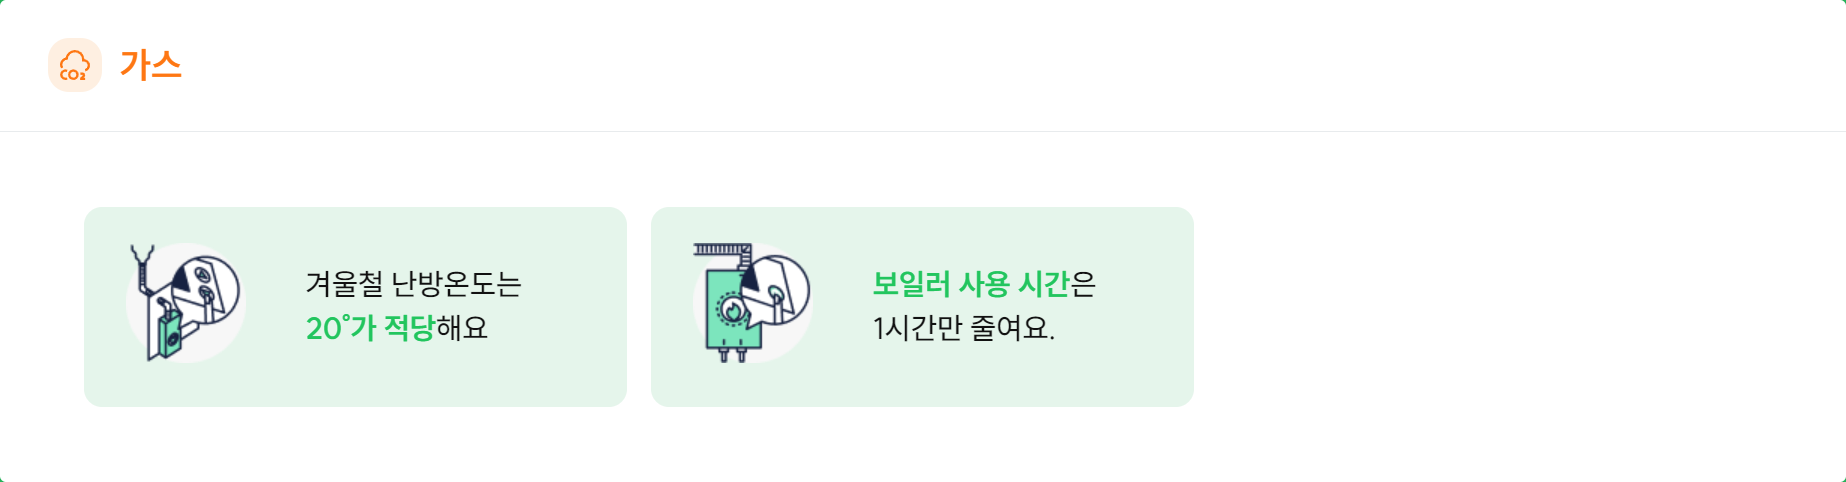 CO2
가스
겨울철 난방온도는
20˚가 적당해요
보일러 사용 시간은
1시간만 줄여요.